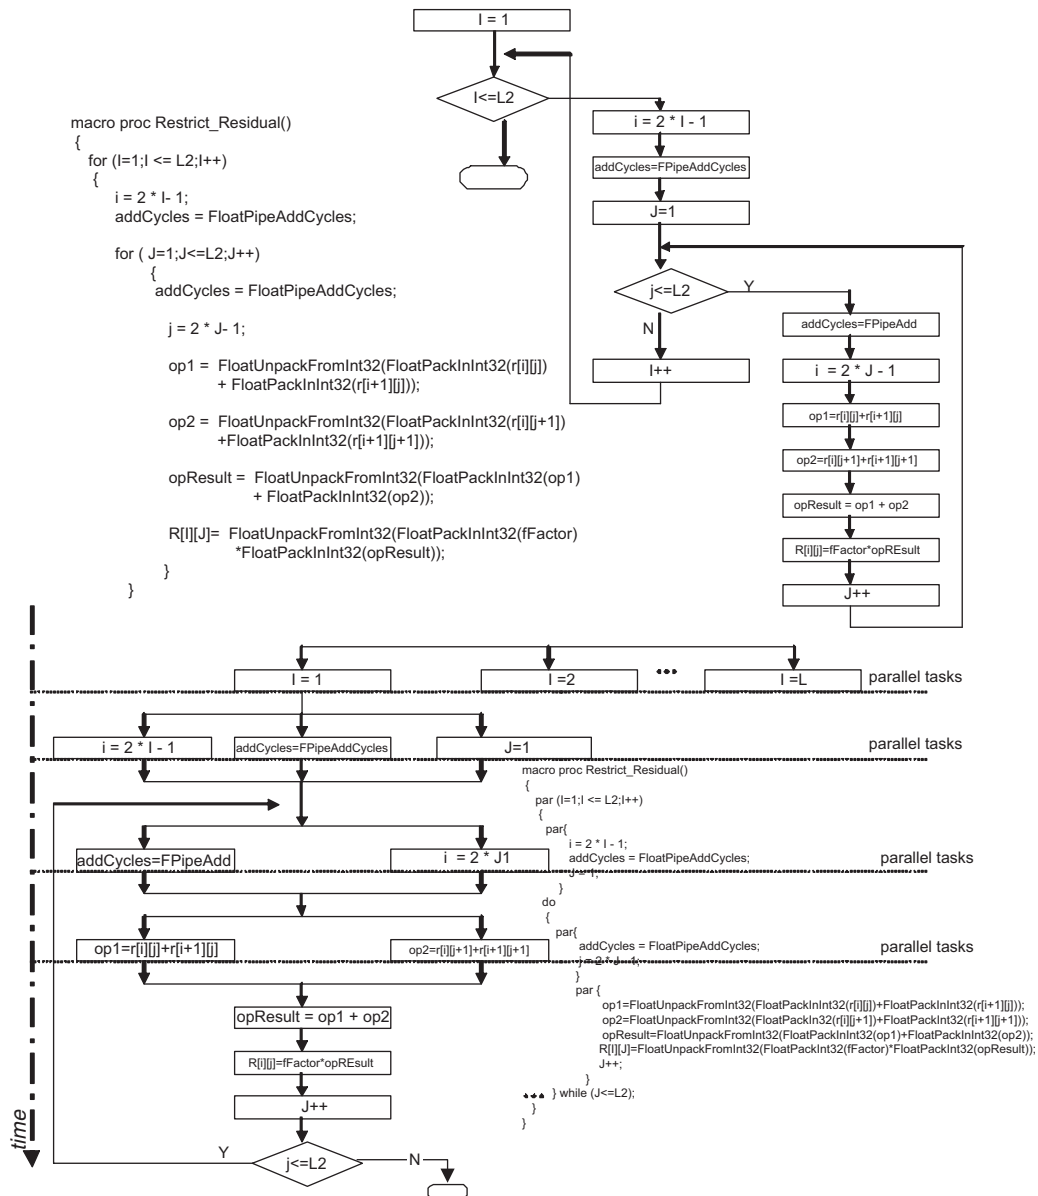 I = 1
I<=L2
i = 2 * I - 1
addCycles=FPipeAddCycles
J=1
j<=L2
Y
N
I++
addCycles=FPipeAdd
i = 2 * J - 1
op1=r[i][j]+r[i+1][j]
op2=r[i][j+1]+r[i+1][j+1]
opResult = op1 + op2
R[i][j]=fFactor*opREsult
J++
macro proc Restrict_Residual()
{
for (I=1;I <= L2;I++)
{
i = 2 * I- 1;
addCycles = FloatPipeAddCycles;
for ( J=1;J<=L2;J++)
{
addCycles = FloatPipeAddCycles;
j = 2 * J- 1;
op1 = FloatUnpackFromInt32(FloatPackInInt32(r[i][j])
+ FloatPackInInt32(r[i+1][j]));
op2 = FloatUnpackFromInt32(FloatPackInInt32(r[i][j+1])
+FloatPackInInt32(r[i+1][j+1]));
opResult = FloatUnpackFromInt32(FloatPackInInt32(op1)
+ FloatPackInInt32(op2));
R[I][J]= FloatUnpackFromInt32(FloatPackInInt32(fFactor)
*FloatPackInInt32(opResult));
}
}
I = 1
I =2
...
I =L
parallel tasks
i = 2 * I - 1
addCycles=FPipeAddCycles
J=1
parallel tasks
addCycles=FPipeAdd
i = 2 * J1
parallel tasks
op1=r[i][j]+r[i+1][j]
op2=r[i][j+1]+r[i+1][j+1]
parallel tasks
opResult = op1 + op2
R[i][j]=fFactor*opREsult
J++
j<=L2
Y
N
time
macro proc Restrict_Residual()
{
par (I=1;I <= L2;I++)
{
par{
i = 2 * I - 1;
addCycles = FloatPipeAddCycles;
J = 1;
}
do
{
par{
addCycles = FloatPipeAddCycles;
j = 2 * J - 1;
}
par {
op1=FloatUnpackFromInt32(FloatPackInInt32(r[i][j])+FloatPackInInt32(r[i+1][j]));
op2=FloatUnpackFromInt32(FloatPackIn32(r[i][j+1])+FloatPackInt32(r[i+1][j+1]));
opResult=FloatUnpackFromInt32(FloatPackInInt32(op1)+FloatPackInInt32(op2));
R[I][J]=FloatUnpackFromInt32(FloatPackInt32(fFactor)*FloatPackInt32(opResult));
J++;
}
... } while (J<=L2);
}
}